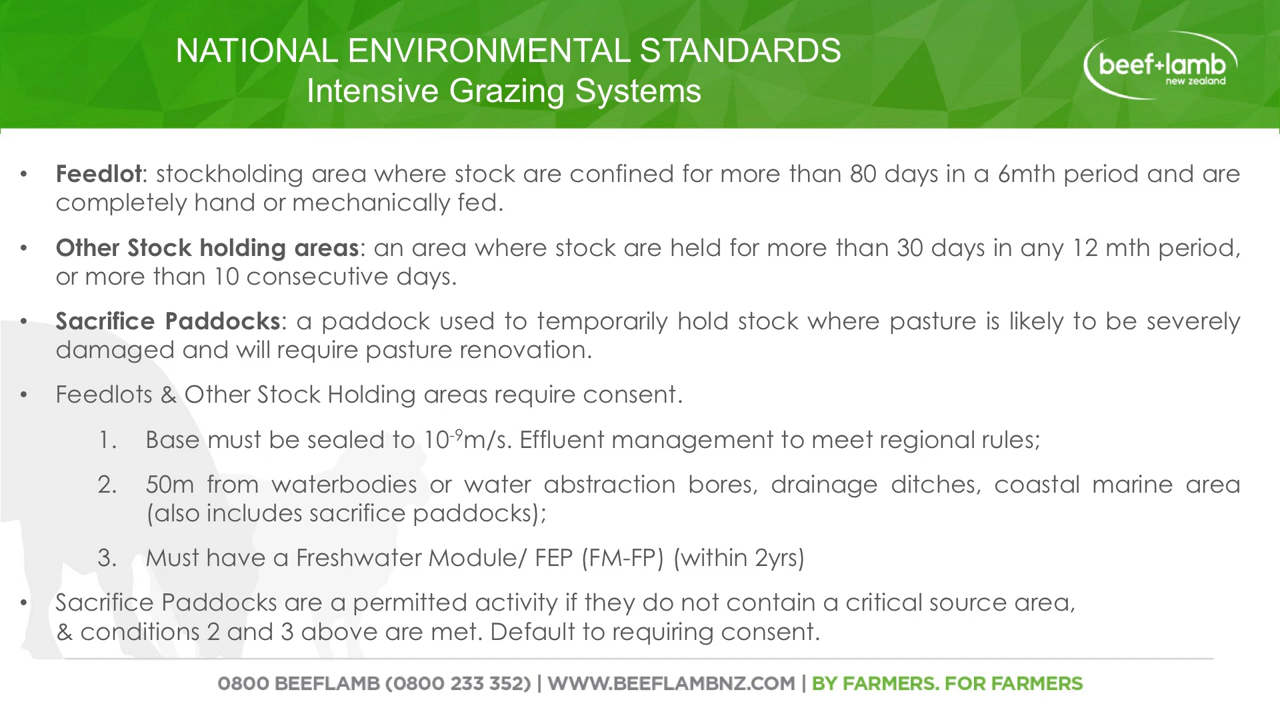 NATIONAL ENVIRONMENTAL STANDARDS
Intensive Grazing Systems
beef+lamb
new zealand
• Feedlot: stockholding area where stock are confined for more than 80 days in a 6mth period and are
completely hand or mechanically fed.
• Other Stock holding areas: an area where stock are held for more than 30 days in any 12 mth period,
or more than 10 consecutive days.
• Sacrifice Paddocks: a paddock used to temporarily hold stock where pasture is likely to be severely
damaged and will require pasture renovation.
• Feedlots & Other Stock Holding areas require consent.
1. Base must be sealed to 10⁻⁹m/s. Effluent management to meet regional rules;
2. 50m from waterbodies or water abstraction bores, drainage ditches, coastal marine area
(also includes sacrifice paddocks);
3. Must have a Freshwater Module/ FEP (FM-FP) (within 2yrs)
• Sacrifice Paddocks are a permitted activity if they do not contain a critical source area,
& conditions 2 and 3 above are met. Default to requiring consent.
0800 BEEFLAMB (0800 233 352) | WWW.BEEFLAMBNZ.COM | BY FARMERS. FOR FARMERS